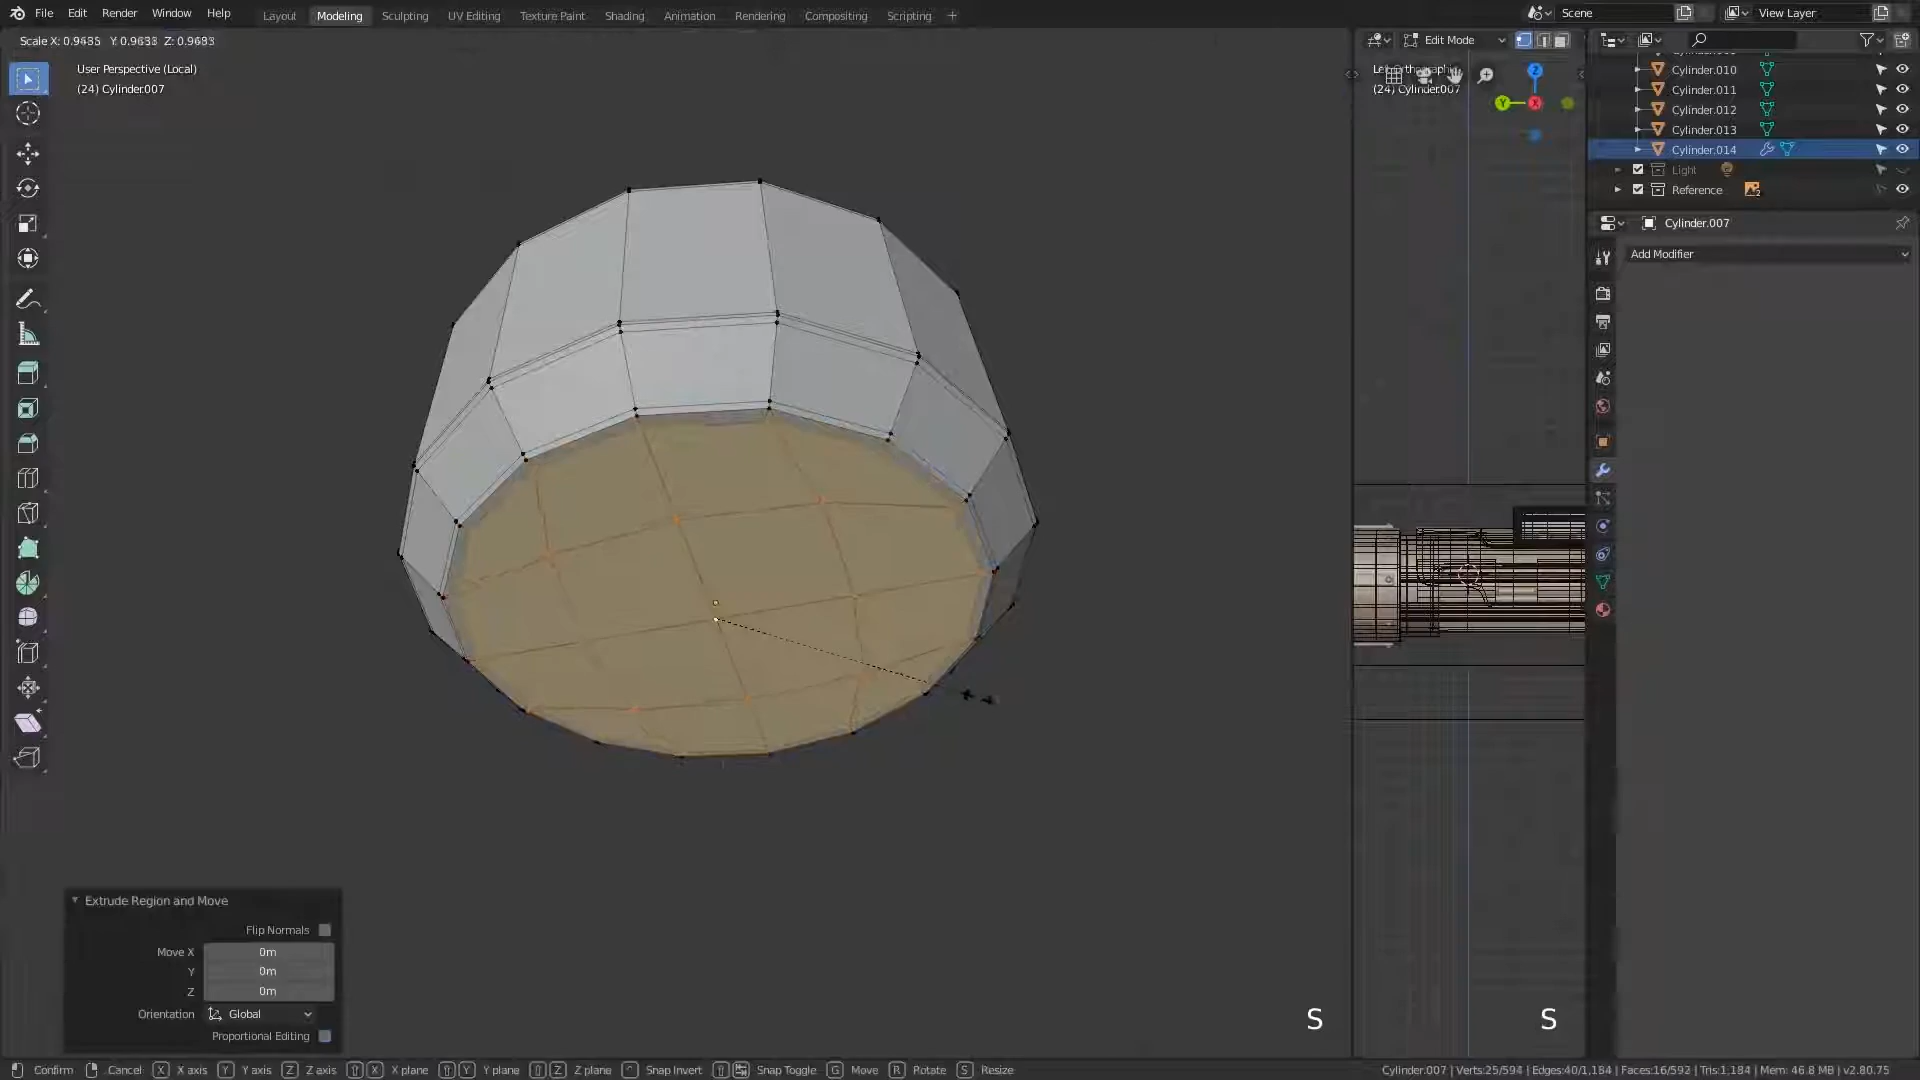 File Edit Render Window Help Layout Modeling Sculpting UV Editing Texture Paint Shading Animation Rendering Compositing Scripting + Scene View Layer
Scale X: 0.9485 Y: 0.9633 Z: 0.9683
Edit Mode
User Perspective (Local)
(24) Cylinder.007
(24) Cylinder.007
Z
Y
X
Cylinder.010
Cylinder.011
Cylinder.012
Cylinder.013
Cylinder.014
Light
Reference
2
Cylinder.007
Add Modifier
Extrude Region and Move
Flip Normals
Move X 0m
Y 0m
Z 0m
Orientation Global
Proportional Editing
S S
Confirm Cancel X X axis Y Y axis Z Z axis X X plane Y Y plane Z Z plane Snap Invert Snap Toggle G Move R Rotate S Resize
Cylinder.007 | Verts:25/594 | Edges:40/1,184 | Faces:16/592 | Tris:1,184 | Mem: 46.8 MB | v2.80.75